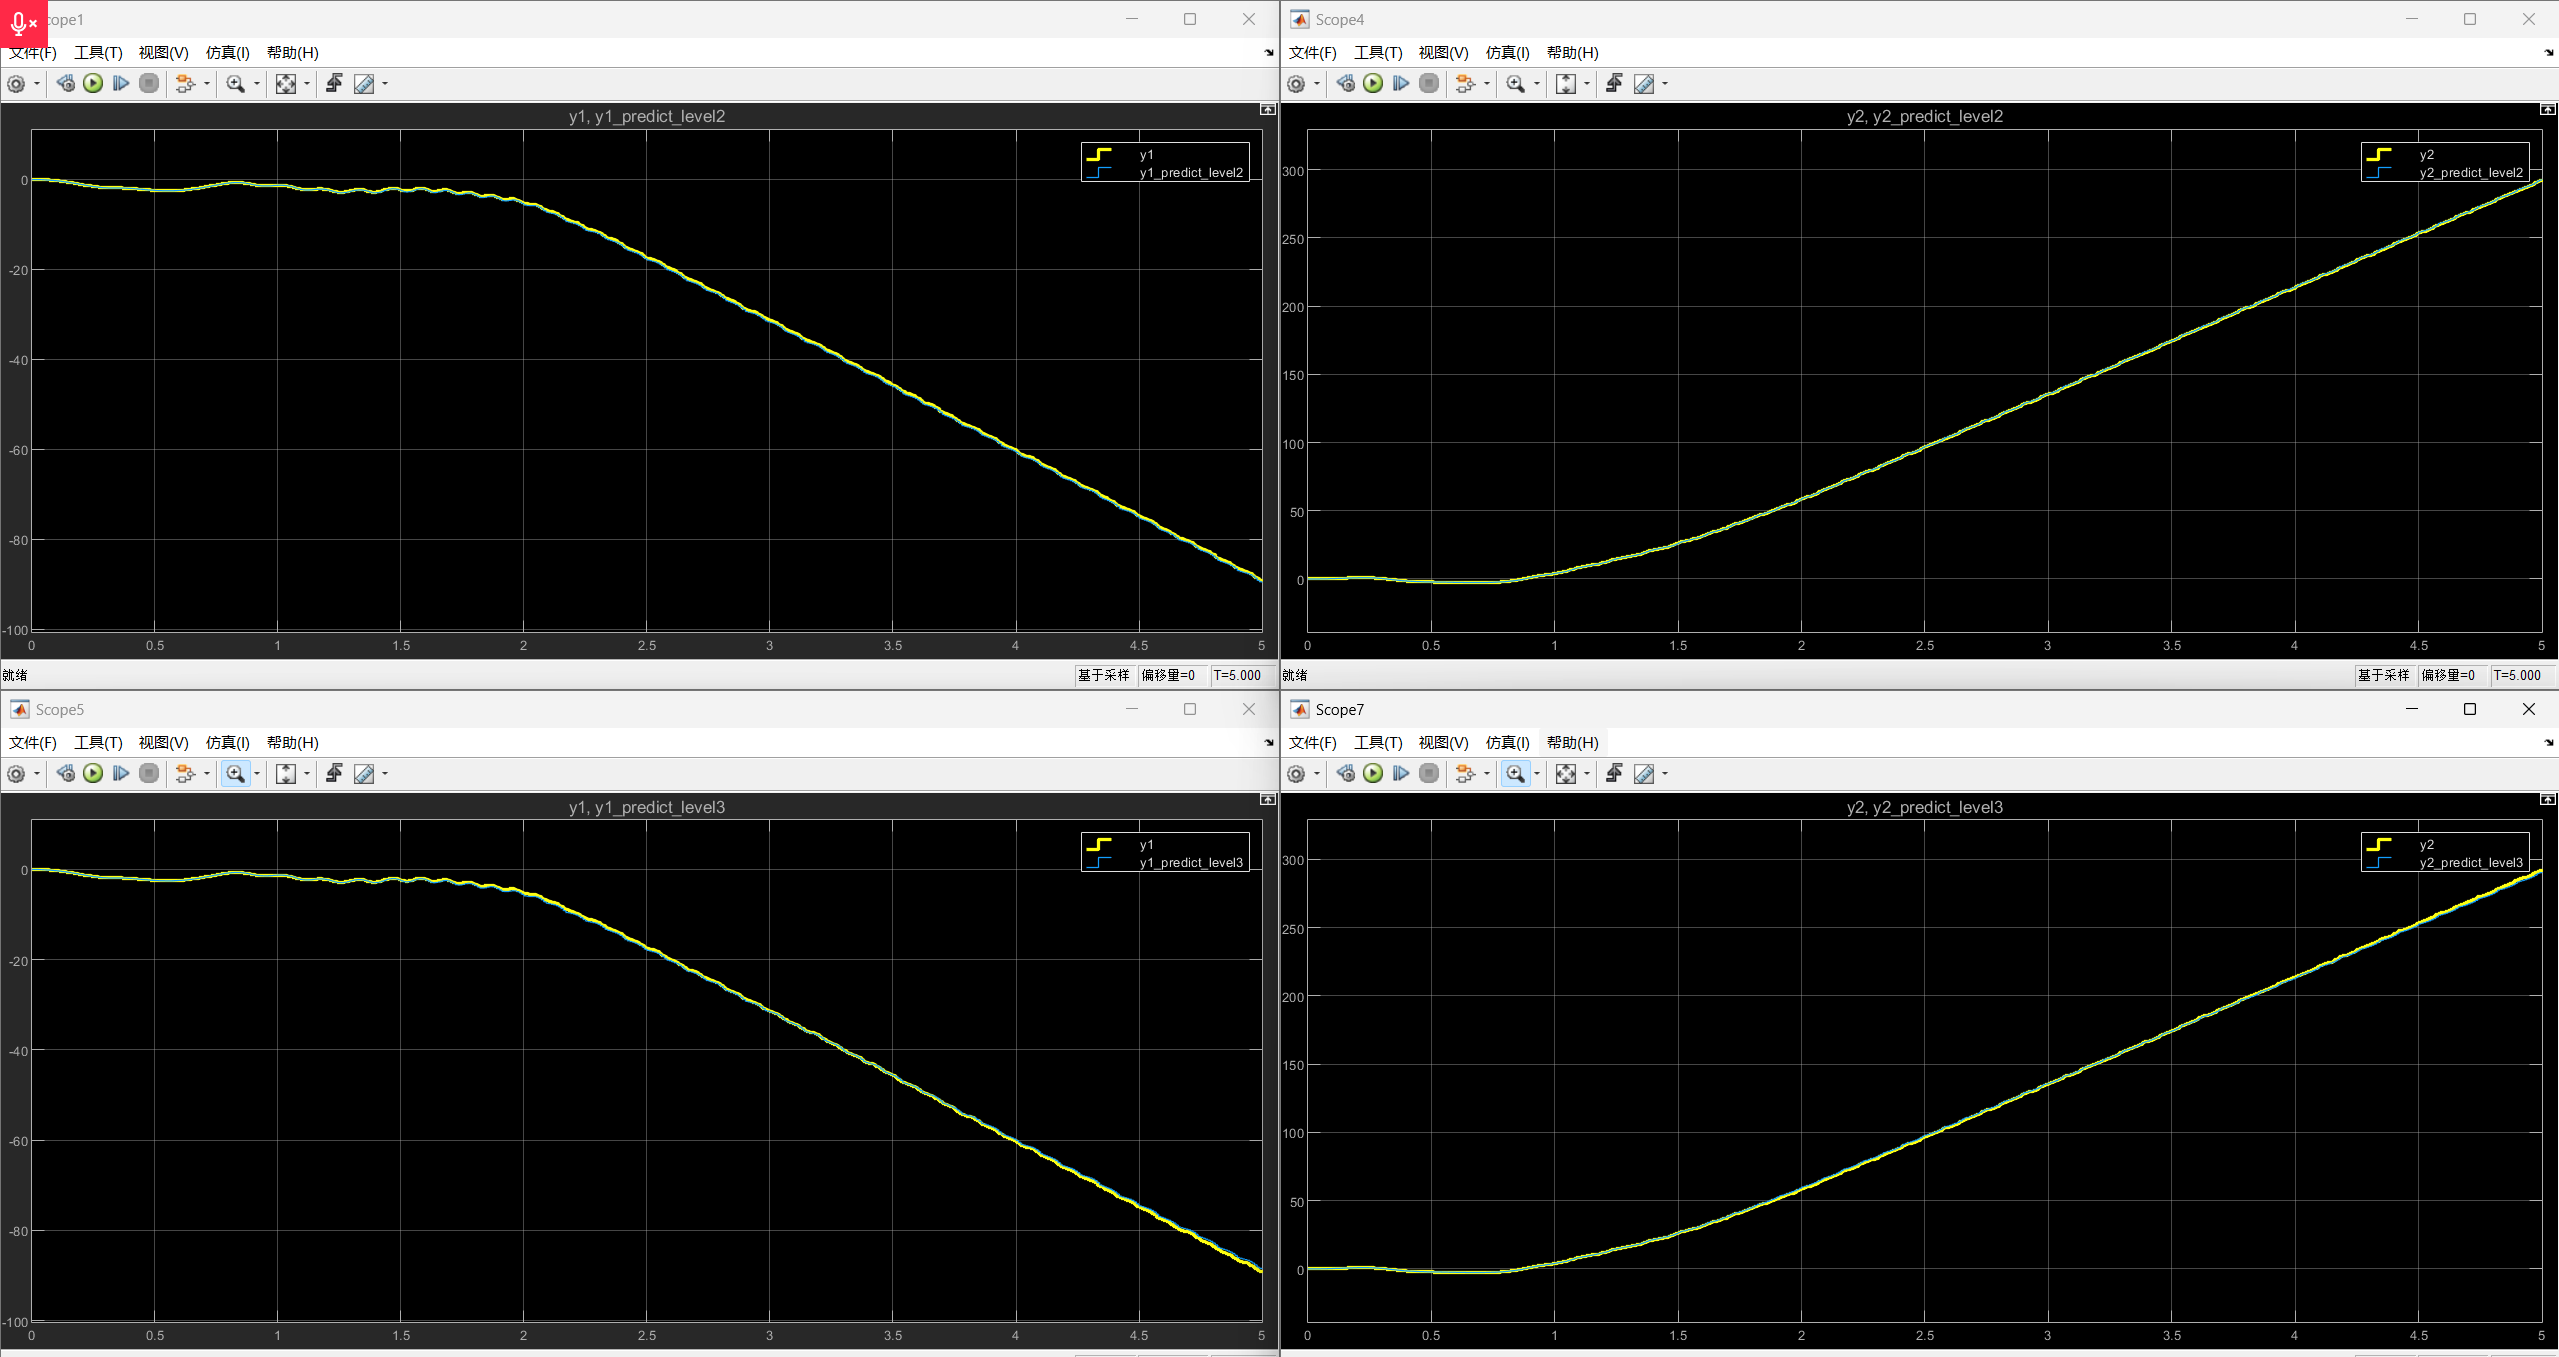 cope1
文件(F) 工具(T) 视图(V) 仿真(I) 帮助(H)
y1, y1_predict_level2
y1
y1_predict_level2
0
-20
-40
-60
-80
-100
0 0.5 1 1.5 2 2.5 3 3.5 4 4.5 5
就绪 基于采样 偏移量=0 T=5.000
Scope4
文件(F) 工具(T) 视图(V) 仿真(I) 帮助(H)
y2, y2_predict_level2
y2
y2_predict_level2
300
250
200
150
100
50
0
0 0.5 1 1.5 2 2.5 3 3.5 4 4.5 5
就绪 基于采样 偏移量=0 T=5.000
Scope5
文件(F) 工具(T) 视图(V) 仿真(I) 帮助(H)
y1, y1_predict_level3
y1
y1_predict_level3
0
-20
-40
-60
-80
-100
0 0.5 1 1.5 2 2.5 3 3.5 4 4.5 5
Scope7
文件(F) 工具(T) 视图(V) 仿真(I) 帮助(H)
y2, y2_predict_level3
y2
y2_predict_level3
300
250
200
150
100
50
0
0 0.5 1 1.5 2 2.5 3 3.5 4 4.5 5